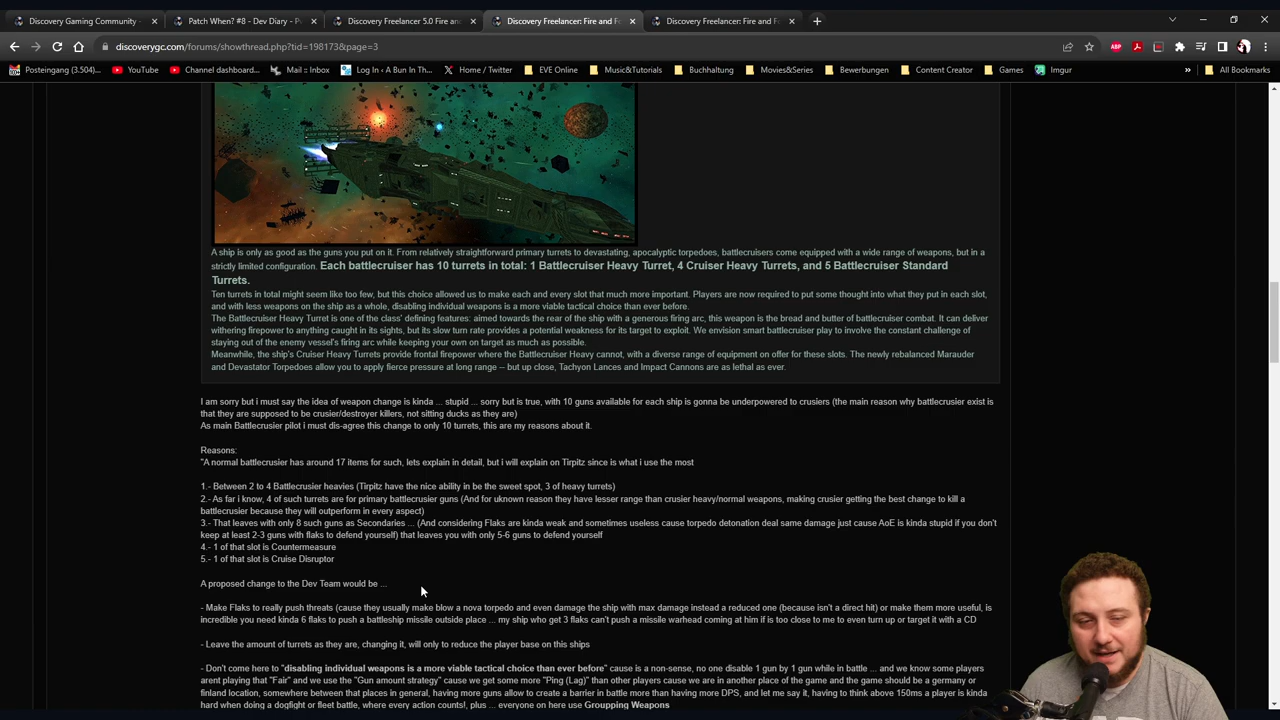 Discovery Gaming Community -
Patch When? #8 - Dev Diary - P
Discovery Freelancer 5.0 Fire and
Discovery Freelancer: Fire and Fo
Discovery Freelancer: Fire and Fo
discoverygc.com/forums/showthread.php?tid=198173&page=3
Posteingang (3.504)...
YouTube
Channel dashboard...
Mail :: Inbox
Log In ‹ A Bun In Th...
Home / Twitter
EVE Online
Music&Tutorials
Buchhaltung
Movies&Series
Bewerbungen
Content Creator
Games
Imgur
»
All Bookmarks
A ship is only as good as the guns you put on it. From relatively straightforward primary turrets to devastating, apocalyptic torpedoes, battlecruisers come equipped with a wide range of weapons, but in a
strictly limited configuration. Each battlecruiser has 10 turrets in total: 1 Battlecruiser Heavy Turret, 4 Cruiser Heavy Turrets, and 5 Battlecruiser Standard
Turrets.
Ten turrets in total might seem like too few, but this choice allowed us to make each and every slot that much more important. Players are now required to put some thought into what they put in each slot,
and with less weapons on the table as a whole, disabling individual weapons is a more viable tactical choice than ever before.
The Battlecruiser Heavy Turret is one of the class' defining features: aimed towards the rear of the ship with a generous firing arc, this weapon is the bread and butter of battlecruiser combat. It can deliver
withering firepower to anything caught in its sights, but its slow turn rate provides a potential weakness for its target to exploit. We envision smart battlecruiser play to involve the constant challenge of
staying out of the enemy vessel's firing arc while keeping your own on target as much as possible.
Meanwhile, the ship's Cruiser Heavy Turrets provide frontal firepower where the Battlecruiser Heavy cannot, with a diverse range of equipment on offer for these slots. The newly rebalanced Marauder
and Devastator Torpedoes allow you to apply fierce pressure at long range -- but up close, Tachyon Lances and Impact Cannons are as lethal as ever.
I am sorry but i must say the idea of weapon change is kinda ... stupid ... sorry but is true, with 10 guns available for each ship is gonna be underpowered to crusiers (the main reason why battlecrusier exist is
that they are supposed to be crusier/destroyer killers, not sitting ducks as they are)
As main Battlecrusier pilot i must dis-agree this change to only 10 turrets, this are my reasons about it.
Reasons:
"A normal battlecrusier has around 17 items for such, lets explain in detail, but i will explain on Tirpitz since is what i use the most
1.- Between 2 to 4 Battlecrusier heavies (Tirpitz have the nice ability in be the sweet spot, 3 of heavy turrets)
2.- As far i know, 4 of such turrets are for primary battlecrusier guns (And for uknown reason they have lesser range than crusier heavy/normal weapons, making crusier getting the best change to kill a
battlecrusier because they will outperform in every aspect)
3.- That leaves with only 8 such guns as Secondaries ... (And considering Flaks are kinda weak and sometimes useless cause torpedo detonation deal same damage just cause AoE is kinda stupid if you don't
keep at least 2-3 guns with flaks to defend yourself) that leaves you with only 5-6 guns to defend yourself
4.- 1 of that slot is Countermeasure
5.- 1 of that slot is Cruise Disruptor
A proposed change to the Dev Team would be ...
- Make Flaks to really push threats (cause they usually make blow a nova torpedo and even damage the ship with max damage instead a reduced one (because isn't a direct hit) or make them more useful, is
incredible you need kinda 6 flaks to push a battleship missile outside place ... my ship who get 3 flaks can't push a missile warhead coming at him if is too close to me to even turn up or target it with a CD
- Leave the amount of turrets as they are, changing it, will only to reduce the player base on this ships
- Don't come here to "disabling individual weapons is a more viable tactical choice than ever before" cause is a non-sense, no one disable 1 gun by 1 gun while in battle ... and we know some players
arent playing that "Fair" and we use the "Gun amount strategy" cause we get some more "Ping (Lag)" than other players cause we are in another place of the game and the game should be a germany or
finland location, somewhere between that places in general, having more guns allow to create a barrier in battle more than having more DPS, and let me say it, having to think above 150ms a player is kinda
hard when doing a dogfight or fleet battle, where every action counts!, plus ... everyone on here use Groupping Weapons